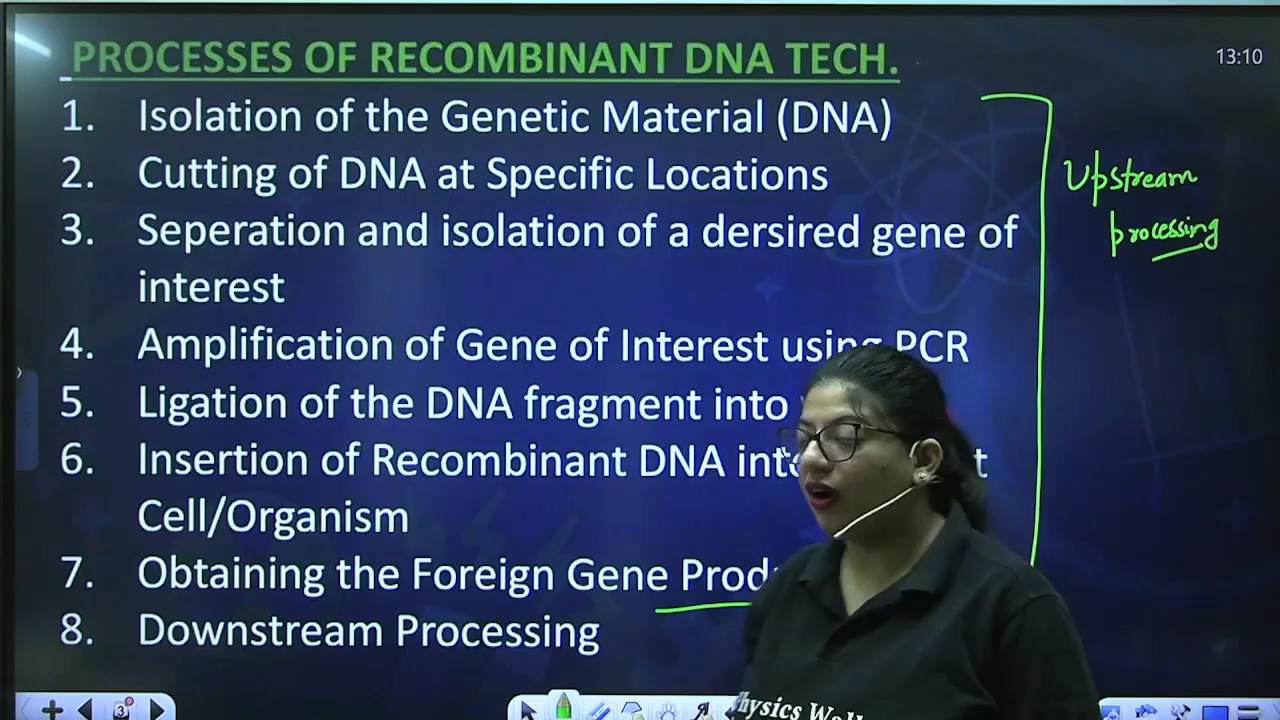 PROCESSES OF RECOMBINANT DNA TECH.
13:10
1. Isolation of the Genetic Material (DNA)
2. Cutting of DNA at Specific Locations
3. Seperation and isolation of a dersired gene of
interest
4. Amplification of Gene of Interest using PCR
5. Ligation of the DNA fragment into
6. Insertion of Recombinant DNA
Cell/Organism
7. Obtaining the Foreign Gene
8. Downstream Processing
Upstream
processing
3